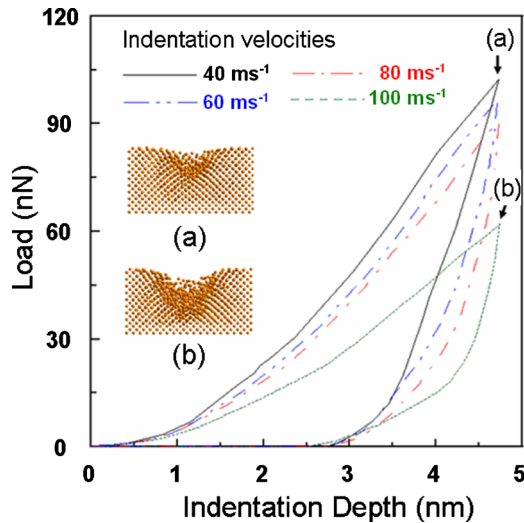 120
90
60
30
0
Load (nN)
Indentation velocities
40 ms⁻¹
80 ms⁻¹
60 ms⁻¹
100 ms⁻¹
(a)
(b)
(a)
(b)
0 1 2 3 4 5
Indentation Depth (nm)